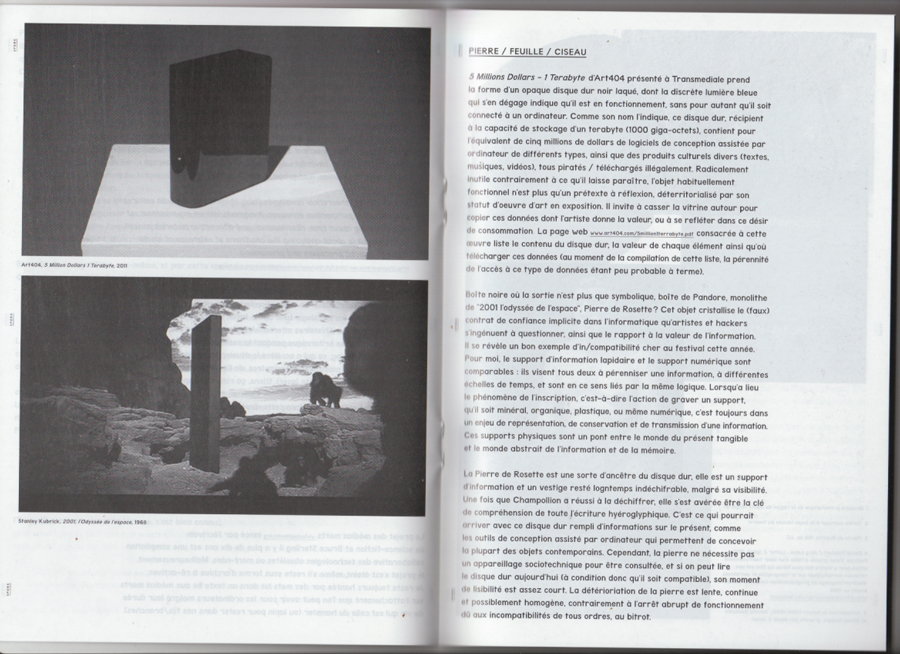 Art404, 5 Million Dollars 1 Terabyte, 2011
Stanley Kubrick, 2001, l'Odyssée de l'espace, 1968
PIERRE / FEUILLE / CISEAU
5 Millions Dollars - 1 Terabyte d'Art404 présenté à Transmediale prend
la forme d'un opaque disque dur noir laqué, dont la discrète lumière bleue
qui s'en dégage indique qu'il est en fonctionnement, sans pour autant qu'il soit
connecté à un ordinateur. Comme son nom l'indique, ce disque dur, récipient
à la capacité de stockage d'un terabyte (1000 giga-octets), contient pour
l'équivalent de cinq millions de dollars de logiciels de conception assistée par
ordinateur de différents types, ainsi que des produits culturels divers (textes,
musiques, vidéos), tous piratés / téléchargés illégalement. Radicalement
inutile contrairement à ce qu'il laisse paraître, l'objet habituellement
fonctionnel n'est plus qu'un prétexte à réflexion, déterritorialisé par son
statut d'oeuvre d'art en exposition. Il invite à casser la vitrine autour pour
copier ces données dont l'artiste donne la valeur, ou à se refléter dans ce désir
de consommation. La page web www.art404.com/5million1terrabyte.pdf consacrée à cette
œuvre liste le contenu du disque dur, la valeur de chaque élément ainsi qu'où
télécharger ces données (au moment de la compilation de cette liste, la pérennité
de l'accès à ce type de données étant peu probable à terme).
Boîte noire où la sortie n'est plus que symbolique, boîte de Pandore, monolithe
de "2001 l'odyssée de l'espace", Pierre de Rosette? Cet objet cristallise le (faux)
contrat de confiance implicite dans l'informatique qu'artistes et hackers
s'ingénuent à questionner, ainsi que le rapport à la valeur de l'information.
Il se révèle un bon exemple d'in/compatibilité cher au festival cette année.
Pour moi, le support d'information lapidaire et le support numérique sont
comparables : ils visent tous deux à pérenniser une information, à différentes
échelles de temps, et sont en ce sens liés par la même logique. Lorsqu'a lieu
le phénomène de l'inscription, c'est-à-dire l'action de graver un support,
qu'il soit minéral, organique, plastique, ou même numérique, c'est toujours dans
un enjeu de représentation, de conservation et de transmission d'une information.
Ces supports physiques sont un pont entre le monde du présent tangible
et le monde abstrait de l'information et de la mémoire.
La Pierre de Rosette est une sorte d'ancêtre du disque dur, elle est un support
d'information et un vestige resté logntemps indéchifrable, malgré sa visibilité.
Une fois que Champollion a réussi à la déchiffrer, elle s'est avérée être la clé
de compréhension de toute l'écriture hyéroglyphique. C'est ce qui pourrait
arriver avec ce disque dur rempli d'informations sur le présent, comme
les outils de conception assistée par ordinateur qui permettent de concevoir
la plupart des objets contemporains. Cependant, la pierre ne nécessite pas
un appareillage sociotechnique pour être consultée, et si on peut lire
le disque dur aujourd'hui (à condition donc qu'il soit compatible), son moment
de lisibilité est assez court. La détérioration de la pierre est lente, continue
et possiblement homogène, contrairement à l'arrêt abrupt de fonctionnement
dû aux incompatibilités de tous ordres, au bitrot.